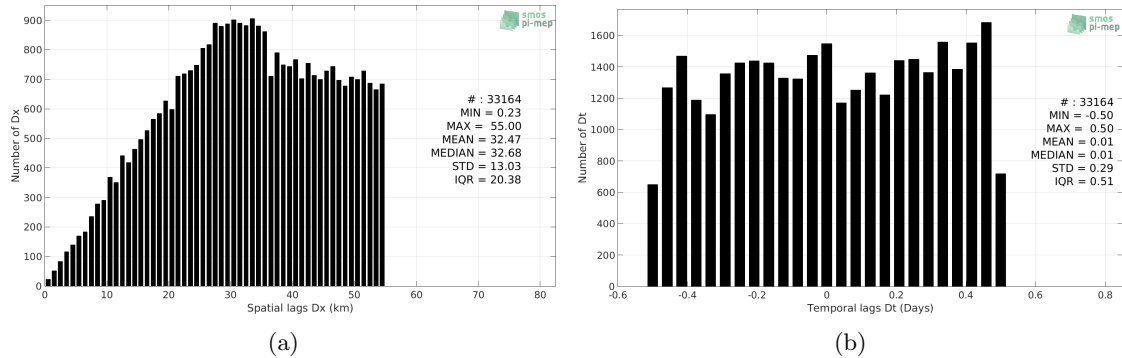 900
800
700
600
500
400
300
200
100
0
Number of Dx
0 10 20 30 40 50 60 70 80
Spatial lags Dx (km)
smos
pi-mep
# : 33164
MIN = 0.23
MAX = 55.00
MEAN = 32.47
MEDIAN = 32.68
STD = 13.03
IQR = 20.38
(a)
1600
1400
1200
1000
800
600
400
200
0
Number of Dt
-0.6 -0.4 -0.2 0 0.2 0.4 0.6 0.8
Temporal lags Dt (Days)
smos
pi-mep
# : 33164
MIN = -0.50
MAX = 0.50
MEAN = 0.01
MEDIAN = 0.01
STD = 0.29
IQR = 0.51
(b)